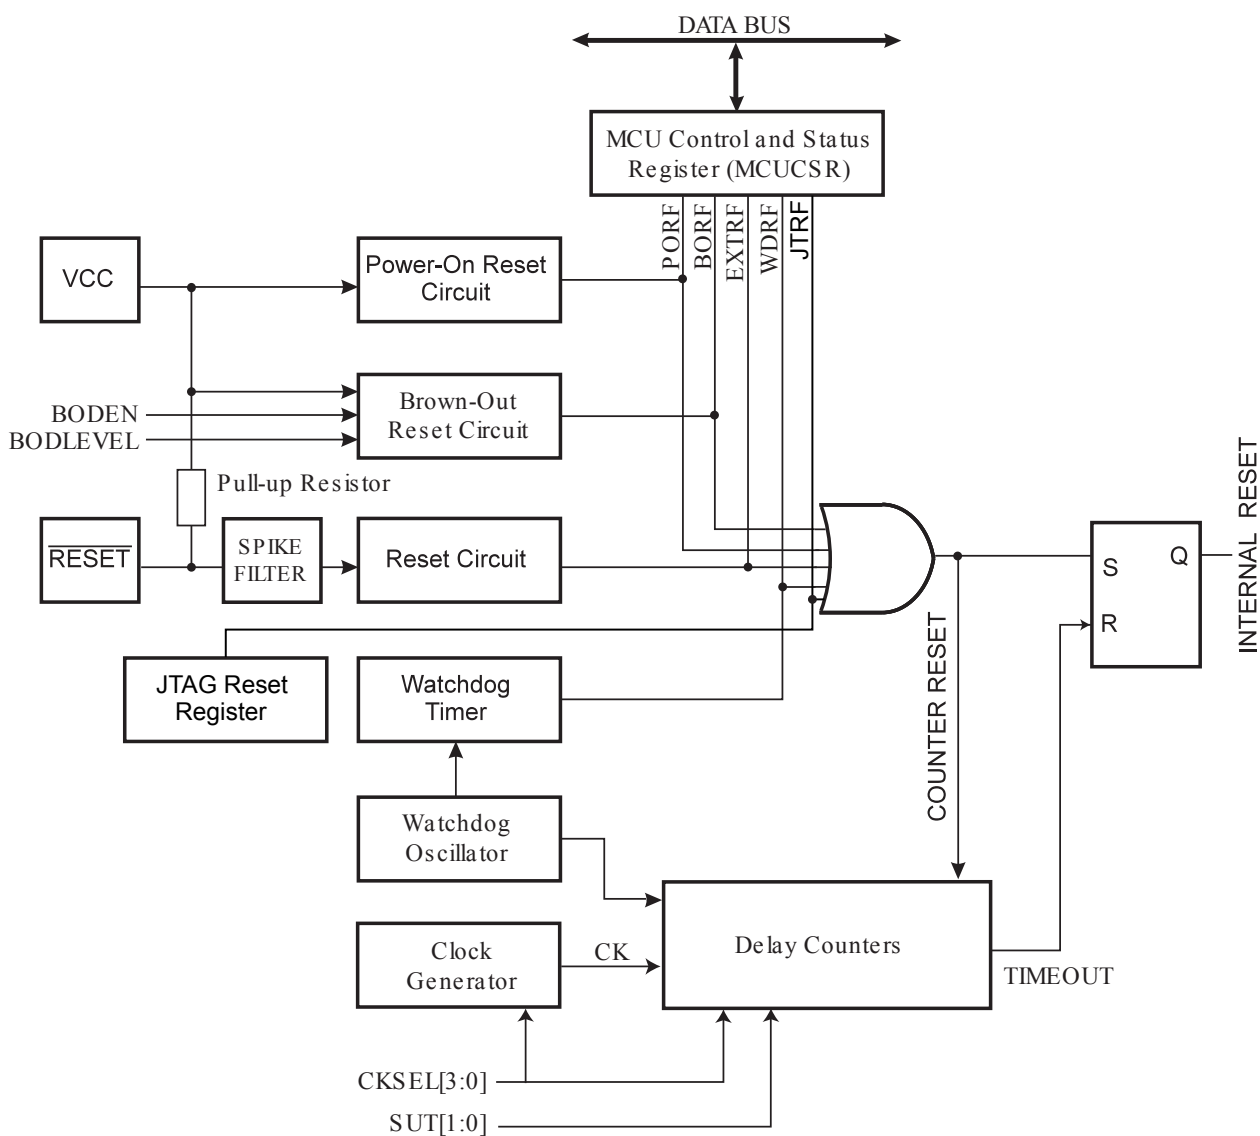 DATA BUS
MCU Control and Status
Register (MCUCSR)
PORF
BORF
EXTRF
WDRF
JTRF
VCC
Power-On Reset
Circuit
Brown-Out
Reset Circuit
BODEN
BODLEVEL
Pull-up Resistor
RESET
SPIKE
FILTER
Reset Circuit
S
Q
R
INTERNAL RESET
COUNTER RESET
JTAG Reset
Register
Watchdog
Timer
Watchdog
Oscillator
Clock
Generator
CK
Delay Counters
TIMEOUT
CKSEL[3:0]
SUT[1:0]